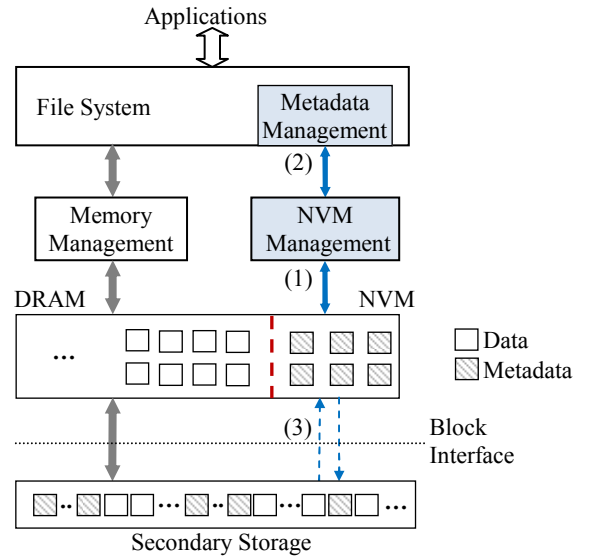 Applications
File System
Metadata
Management
(2)
Memory
Management
NVM
Management
(1)
DRAM
NVM
...
Data
Metadata
(3)
Block
Interface
.. ... .. ... ...
Secondary Storage